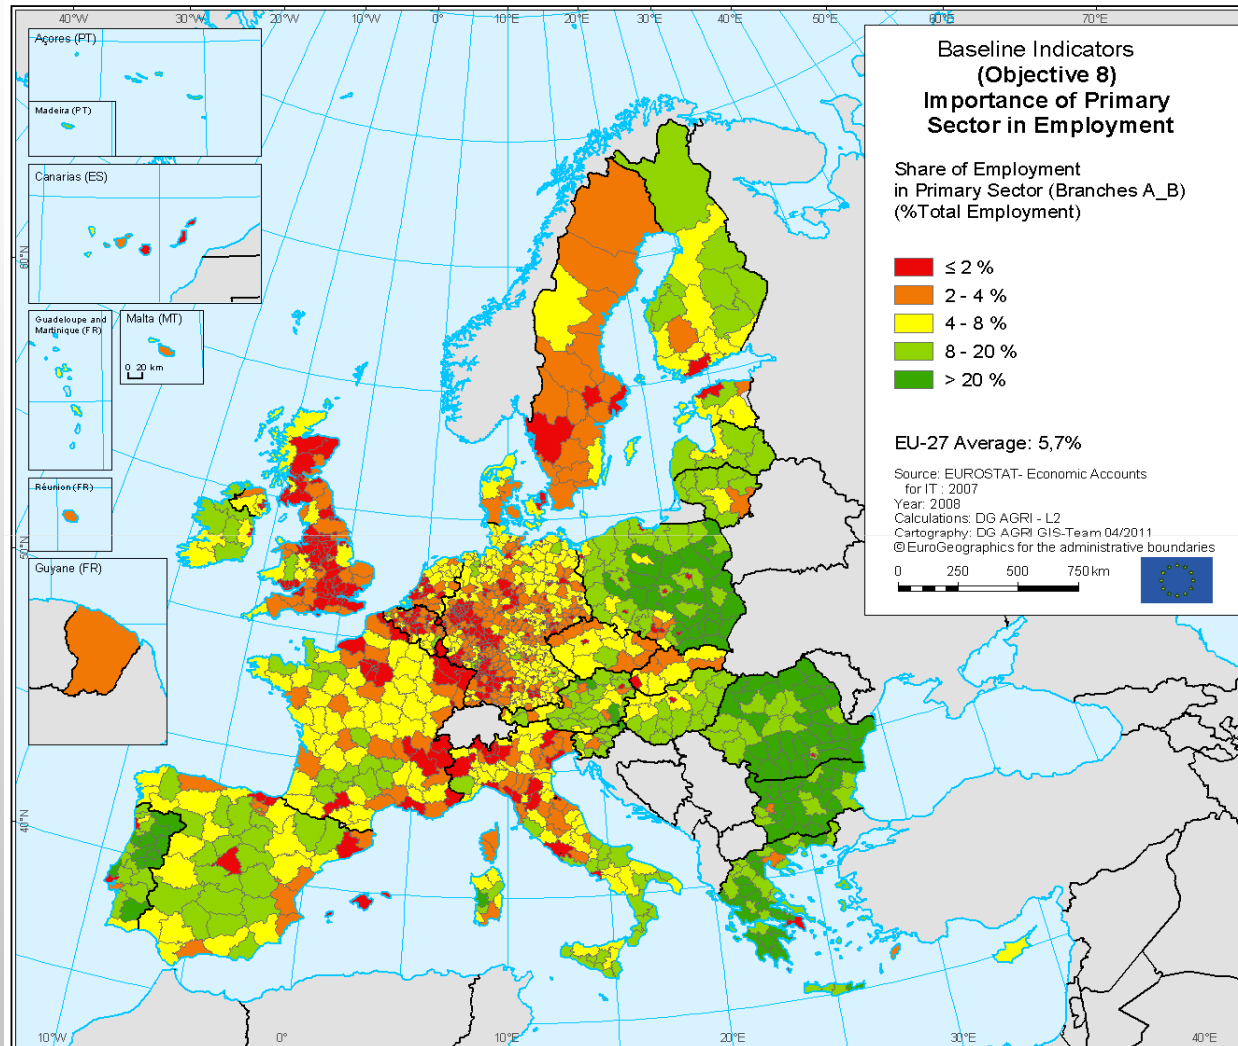 40°W
30°W
20°W
10°W
0°
10°E
20°E
30°E
40°E
50°E
70°E
Açores (PT)
Madeira (PT)
Canarias (ES)
Guadeloupe and
Martinique (FR)
Malta (MT)
0 20 km
Réunion (FR)
Guyane (FR)
60°N
50°N
40°N
Baseline Indicators
(Objective 8)
Importance of Primary
Sector in Employment
Share of Employment
in Primary Sector (Branches A_B)
(%Total Employment)
≤ 2 %
2 - 4 %
4 - 8 %
8 - 20 %
> 20 %
EU-27 Average: 5,7%
Source: EUROSTAT- Economic Accounts
for IT : 2007
Year: 2008
Calculations: DG AGRI - L2
Cartography: DG AGRI GIS-Team 04/2011
©EuroGeographics for the administrative boundaries
0 250 500 750 km
10°W
0°
10°E
20°E
30°E
40°E